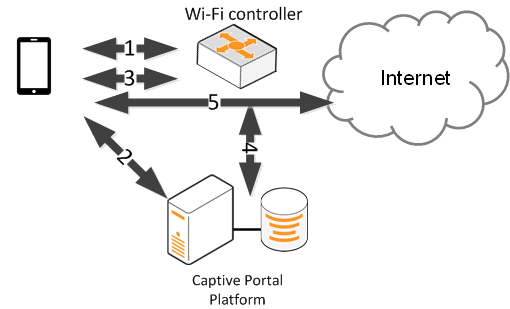 Wi-Fi controller
1
3
Internet
5
2
4
Captive Portal
Platform